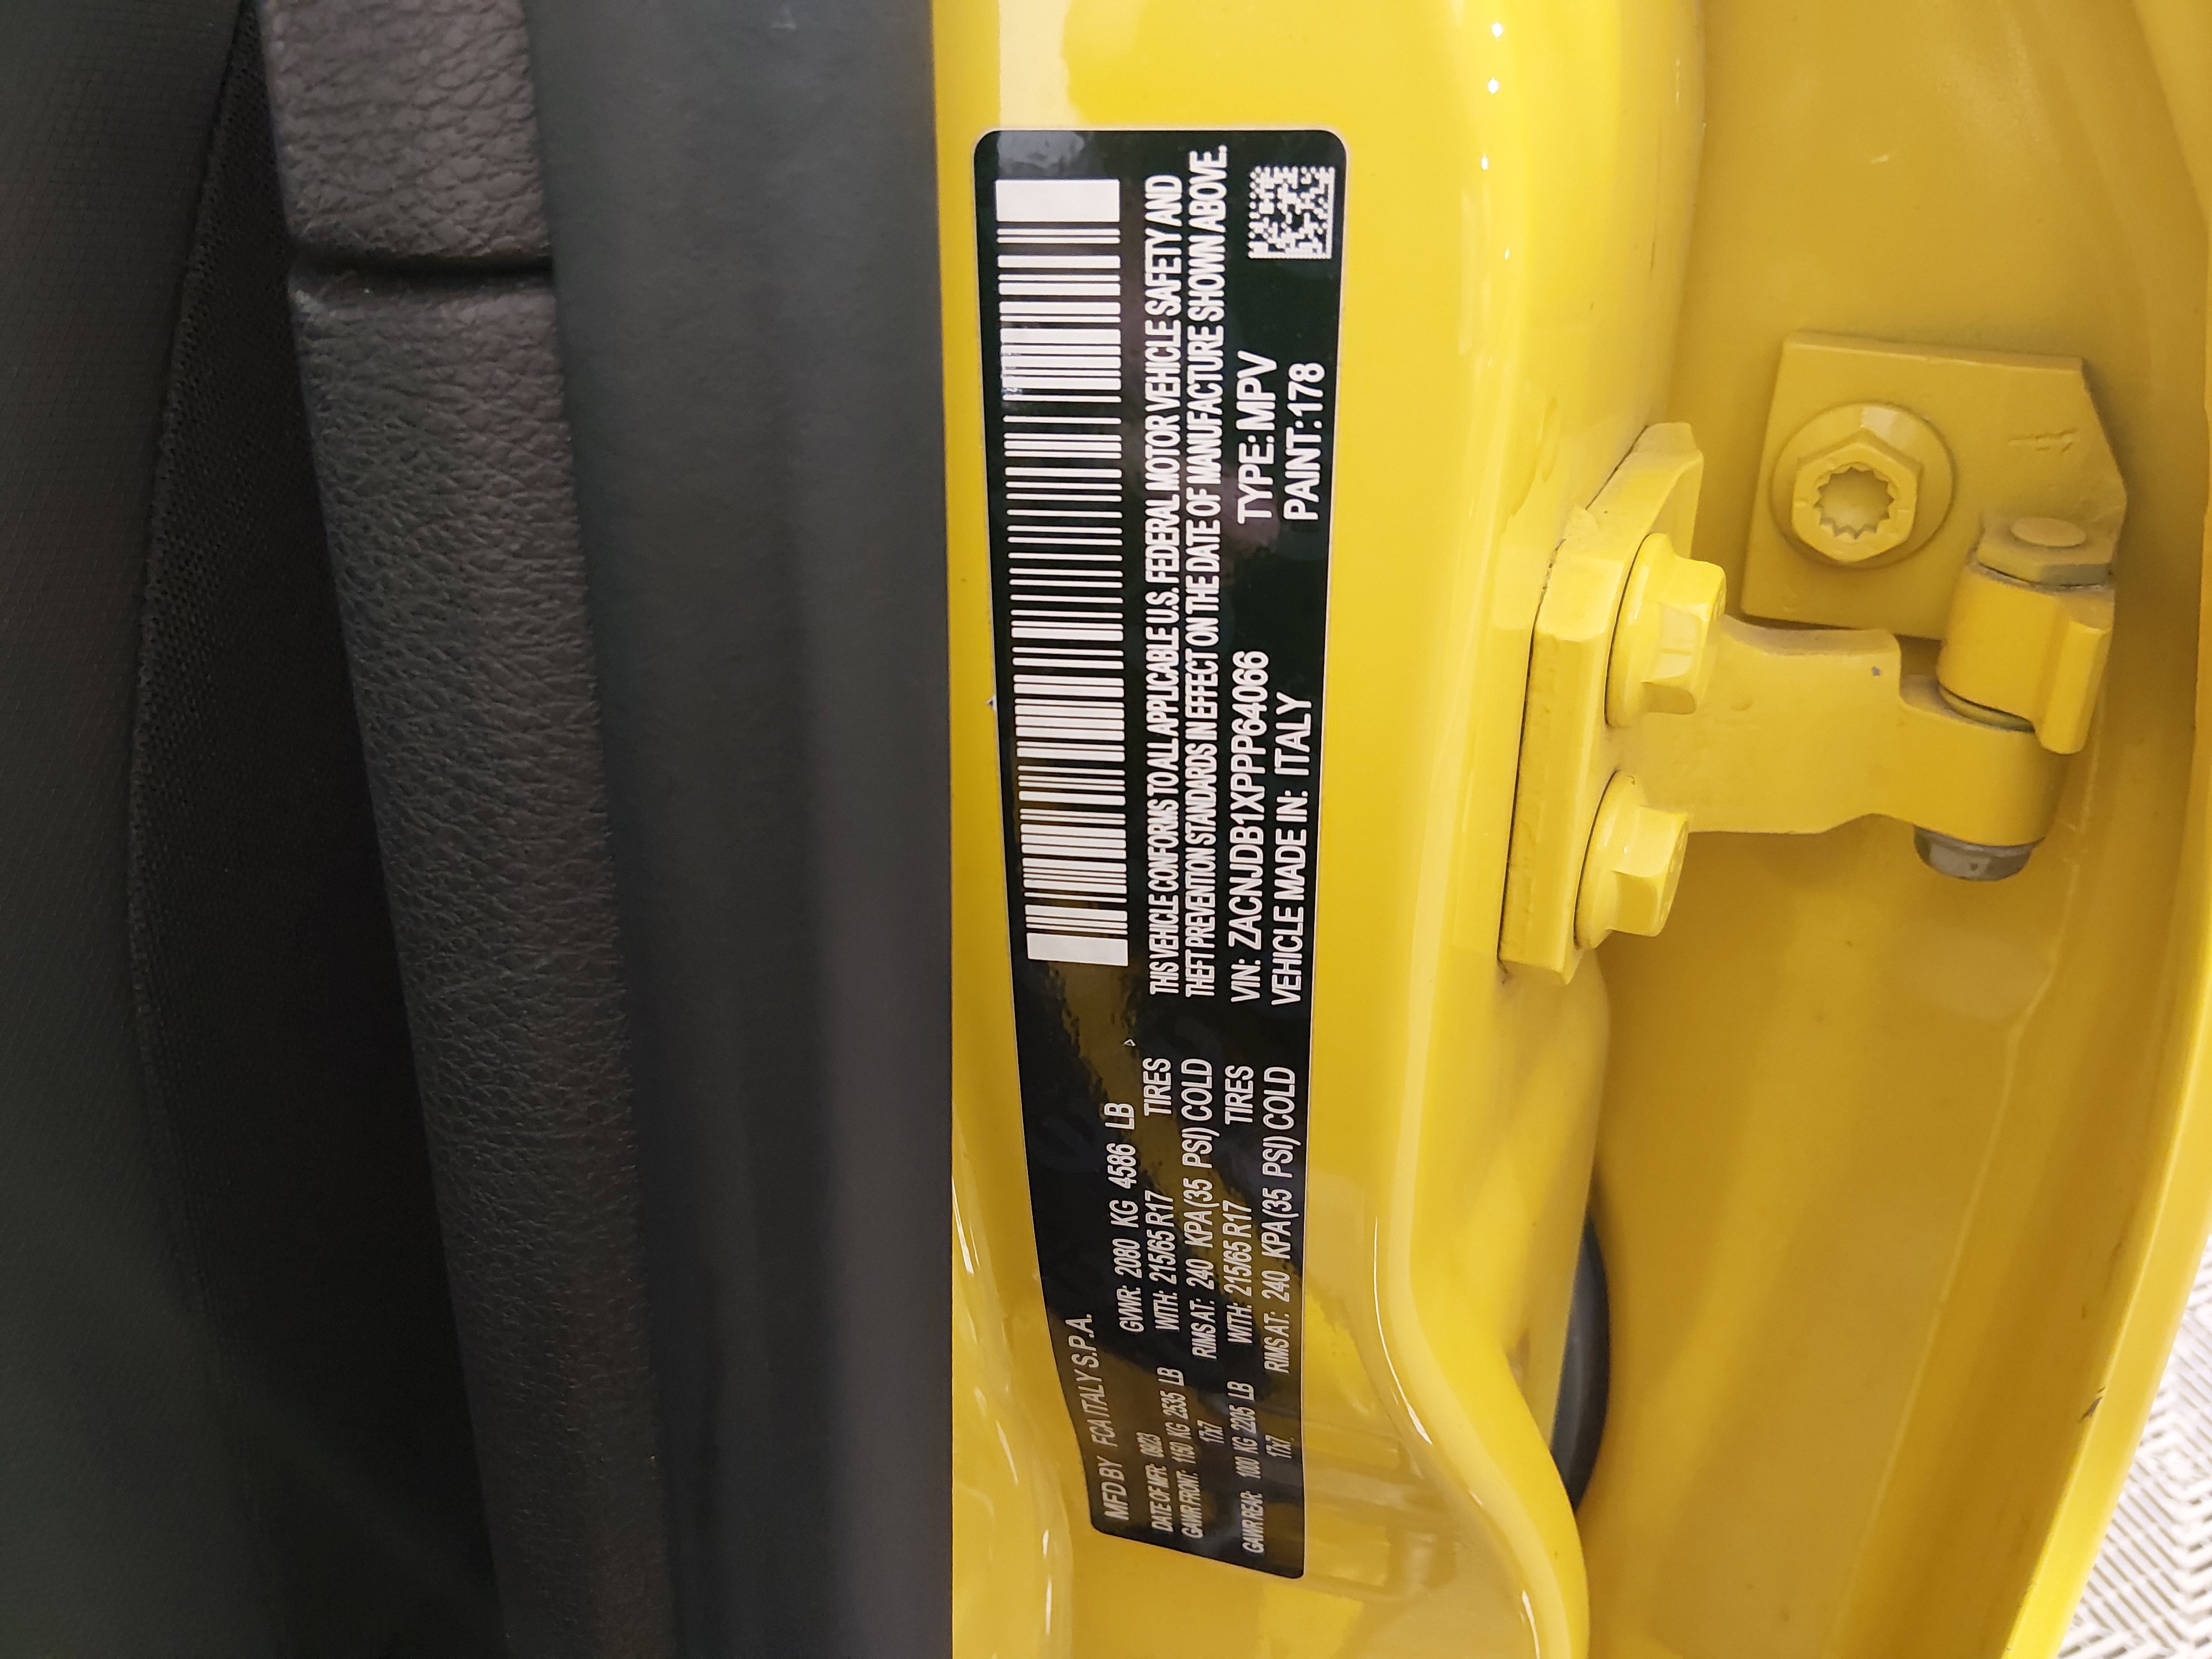 MFD BY FCA ITALY S.P.A.
DATE OF MFR: 0923
GVWR: 2080 KG 4586 LB
GAWR FRONT: 1150 KG 2535 LB
WITH: 215/65 R17 TIRES
17x7 RIMS AT: 240 KPA(35 PSI) COLD
GAWR REAR: 1000 KG 2205 LB
WITH: 215/65 R17 TIRES
17x7 RIMS AT: 240 KPA(35 PSI) COLD
THIS VEHICLE CONFORMS TO ALL APPLICABLE U.S. FEDERAL MOTOR VEHICLE SAFETY AND
THEFT PREVENTION STANDARDS IN EFFECT ON THE DATE OF MANUFACTURE SHOWN ABOVE.
VIN: ZACNJDB1XPPP64066 TYPE: MPV
VEHICLE MADE IN: ITALY PAINT: 178